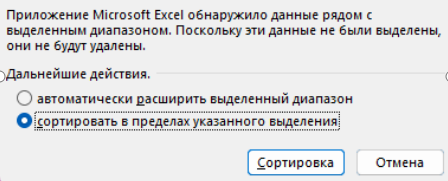 Приложение Microsoft Excel обнаружило данные рядом с
выделенным диапазоном. Поскольку эти данные не были выделены,
они не будут удалены.
Дальнейшие действия.
автоматически расширить выделенный диапазон
сортировать в пределах указанного выделения
Сортировка Отмена